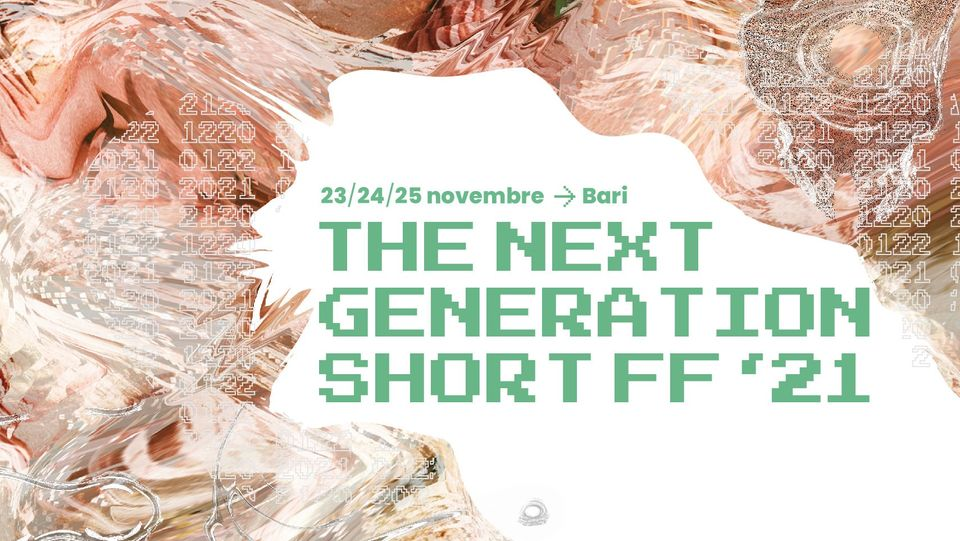 23/24/25 novembre → Bari
THE NEXT
GENERATION
SHORT FF '21